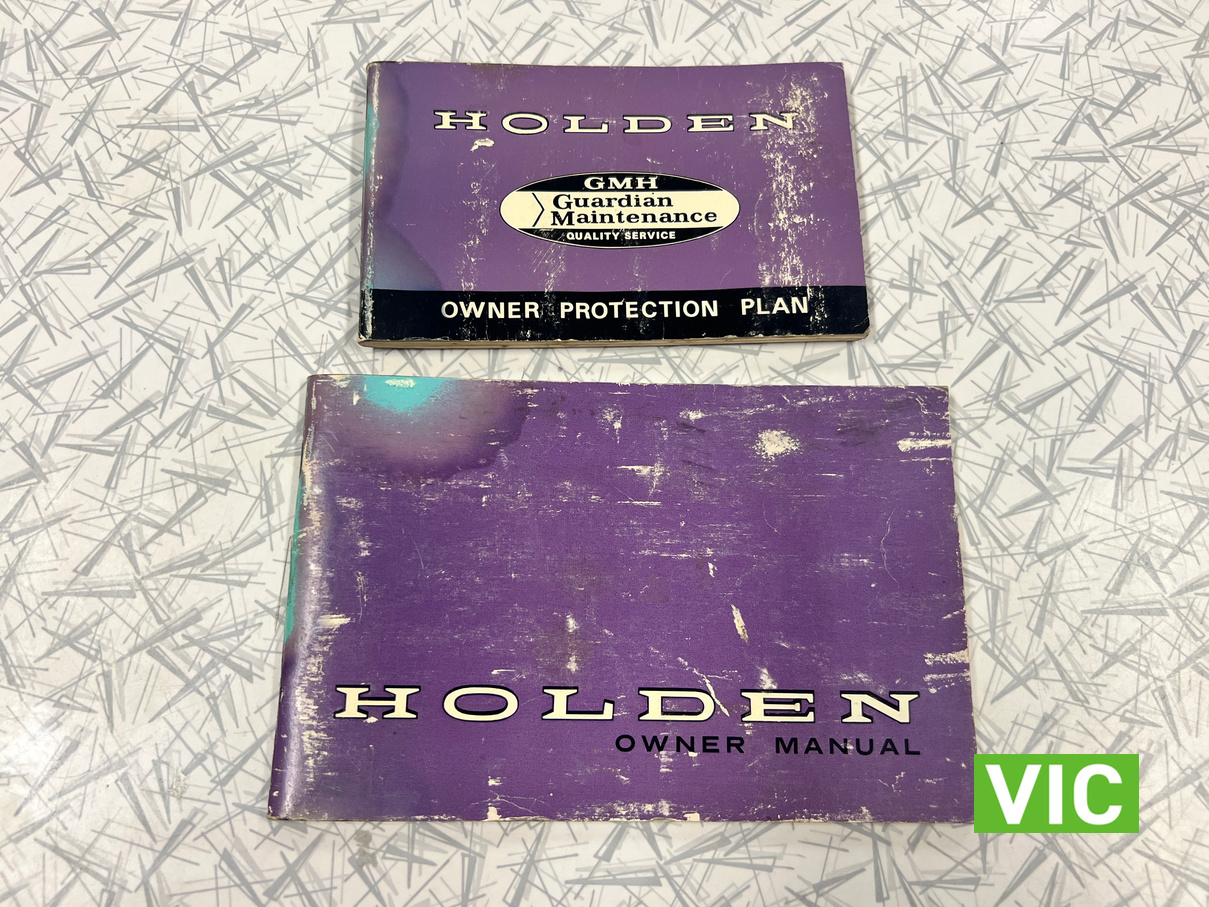 HOLDEN
GMH
Guardian
Maintenance
QUALITY SERVICE
OWNER PROTECTION PLAN
HOLDEN
OWNER MANUAL
VIC